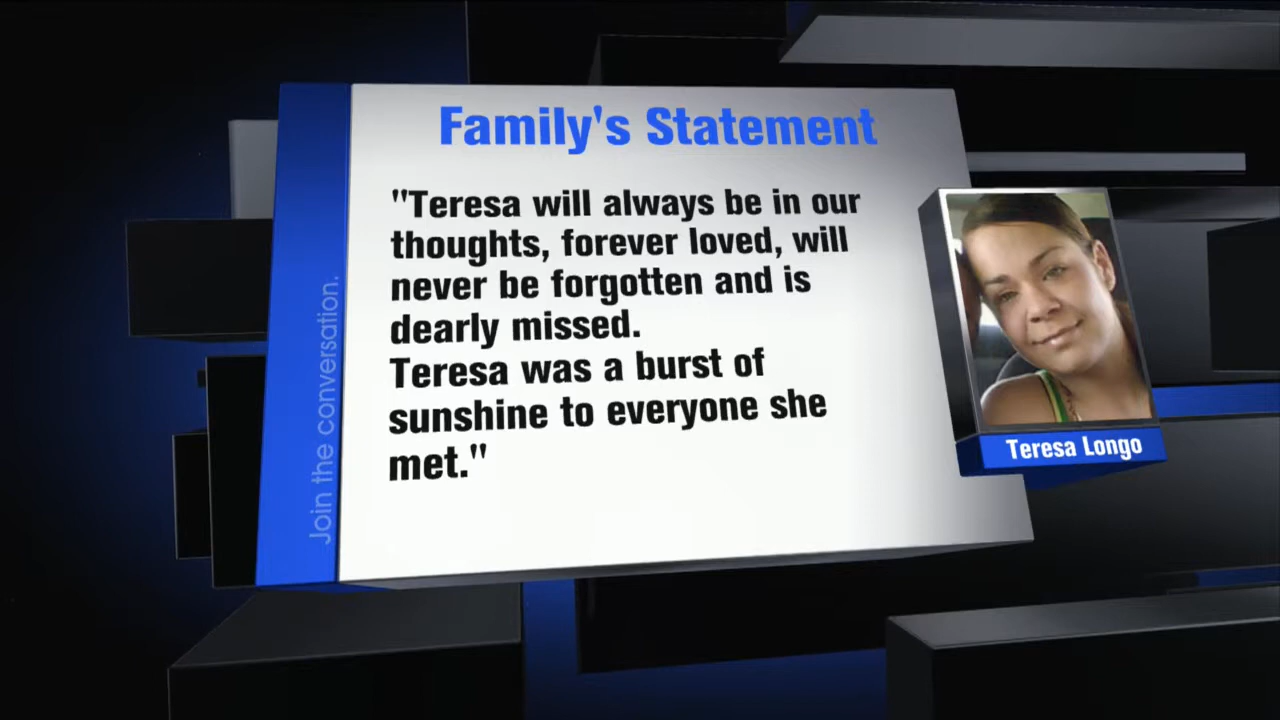 Family's Statement
"Teresa will always be in our
thoughts, forever loved, will
never be forgotten and is
dearly missed.
Teresa was a burst of
sunshine to everyone she
met."
Join the conversation.
Teresa Longo